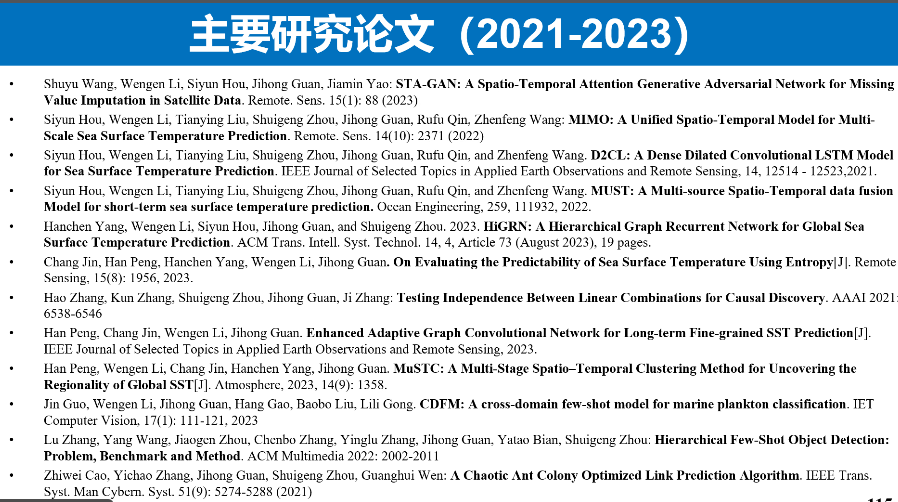 主要研究论文（2021-2023）
• Shuyu Wang, Wengen Li, Siyun Hou, Jihong Guan, Jiamin Yao: STA-GAN: A Spatio-Temporal Attention Generative Adversarial Network for Missing
Value Imputation in Satellite Data. Remote. Sens. 15(1): 88 (2023)
• Siyun Hou, Wengen Li, Tianying Liu, Shuigeng Zhou, Jihong Guan, Rufu Qin, Zhenfeng Wang: MIMO: A Unified Spatio-Temporal Model for Multi-
Scale Sea Surface Temperature Prediction. Remote. Sens. 14(10): 2371 (2022)
• Siyun Hou, Wengen Li, Tianying Liu, Shuigeng Zhou, Jihong Guan, Rufu Qin, and Zhenfeng Wang. D2CL: A Dense Dilated Convolutional LSTM Model
for Sea Surface Temperature Prediction. IEEE Journal of Selected Topics in Applied Earth Observations and Remote Sensing, 14, 12514 - 12523,2021.
• Siyun Hou, Wengen Li, Tianying Liu, Shuigeng Zhou, Jihong Guan, Rufu Qin, and Zhenfeng Wang. MUST: A Multi-source Spatio-Temporal data fusion
Model for short-term sea surface temperature prediction. Ocean Engineering, 259, 111932, 2022.
• Hanchen Yang, Wengen Li, Siyun Hou, Jihong Guan, and Shuigeng Zhou. 2023. HiGRN: A Hierarchical Graph Recurrent Network for Global Sea
Surface Temperature Prediction. ACM Trans. Intell. Syst. Technol. 14, 4, Article 73 (August 2023), 19 pages.
• Chang Jin, Han Peng, Hanchen Yang, Wengen Li, Jihong Guan. On Evaluating the Predictability of Sea Surface Temperature Using Entropy[J]. Remote
Sensing, 15(8): 1956, 2023.
• Hao Zhang, Kun Zhang, Shuigeng Zhou, Jihong Guan, Ji Zhang: Testing Independence Between Linear Combinations for Causal Discovery. AAAI 2021:
6538-6546
• Han Peng, Chang Jin, Wengen Li, Jihong Guan. Enhanced Adaptive Graph Convolutional Network for Long-term Fine-grained SST Prediction[J].
IEEE Journal of Selected Topics in Applied Earth Observations and Remote Sensing, 2023.
• Han Peng, Wengen Li, Chang Jin, Hanchen Yang, Jihong Guan. MuSTC: A Multi-Stage Spatio–Temporal Clustering Method for Uncovering the
Regionality of Global SST[J]. Atmosphere, 2023, 14(9): 1358.
• Jin Guo, Wengen Li, Jihong Guan, Hang Gao, Baobo Liu, Lili Gong. CDFM: A cross-domain few-shot model for marine plankton classification. IET
Computer Vision, 17(1): 111-121, 2023
• Lu Zhang, Yang Wang, Jiaogen Zhou, Chenbo Zhang, Yinglu Zhang, Jihong Guan, Yatao Bian, Shuigeng Zhou: Hierarchical Few-Shot Object Detection:
Problem, Benchmark and Method. ACM Multimedia 2022: 2002-2011
• Zhiwei Cao, Yichao Zhang, Jihong Guan, Shuigeng Zhou, Guanghui Wen: A Chaotic Ant Colony Optimized Link Prediction Algorithm. IEEE Trans.
Syst. Man Cybern. Syst. 51(9): 5274-5288 (2021)